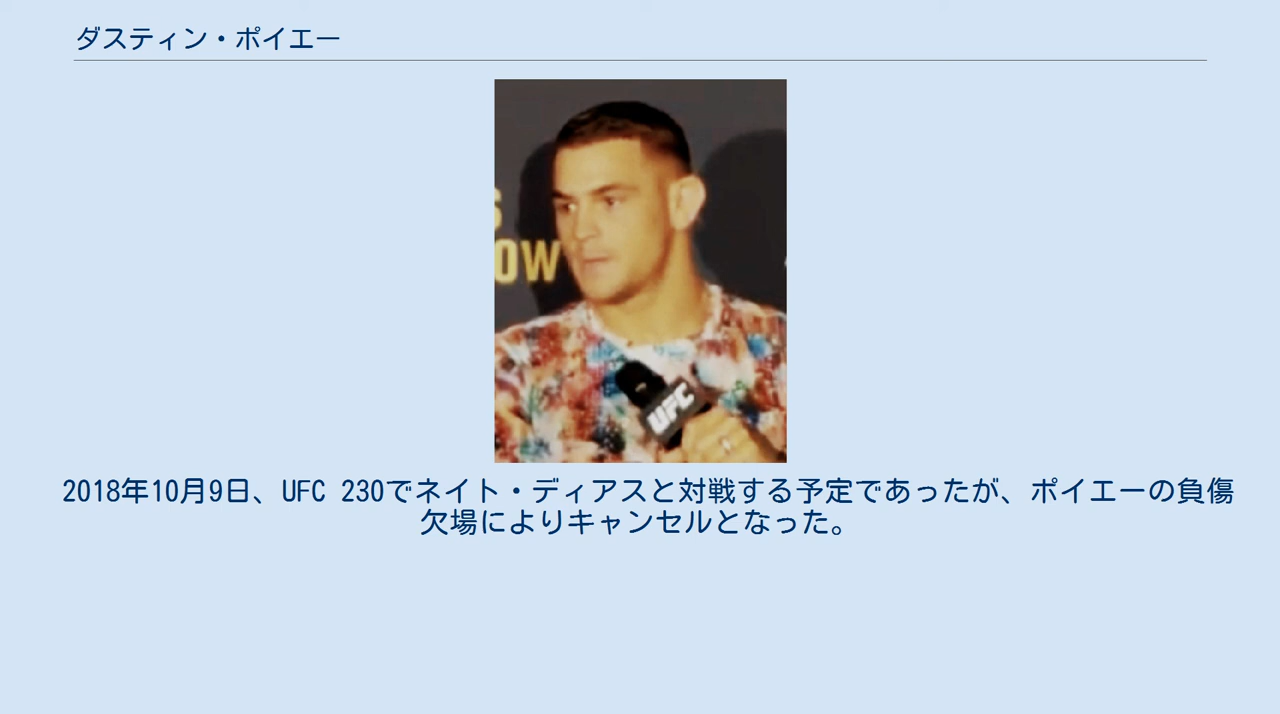 ダスティン・ポイエー
S
OW
UFC
2018年10月9日、UFC 230でネイト・ディアスと対戦する予定であったが、ポイエーの負傷
欠場によりキャンセルとなった。